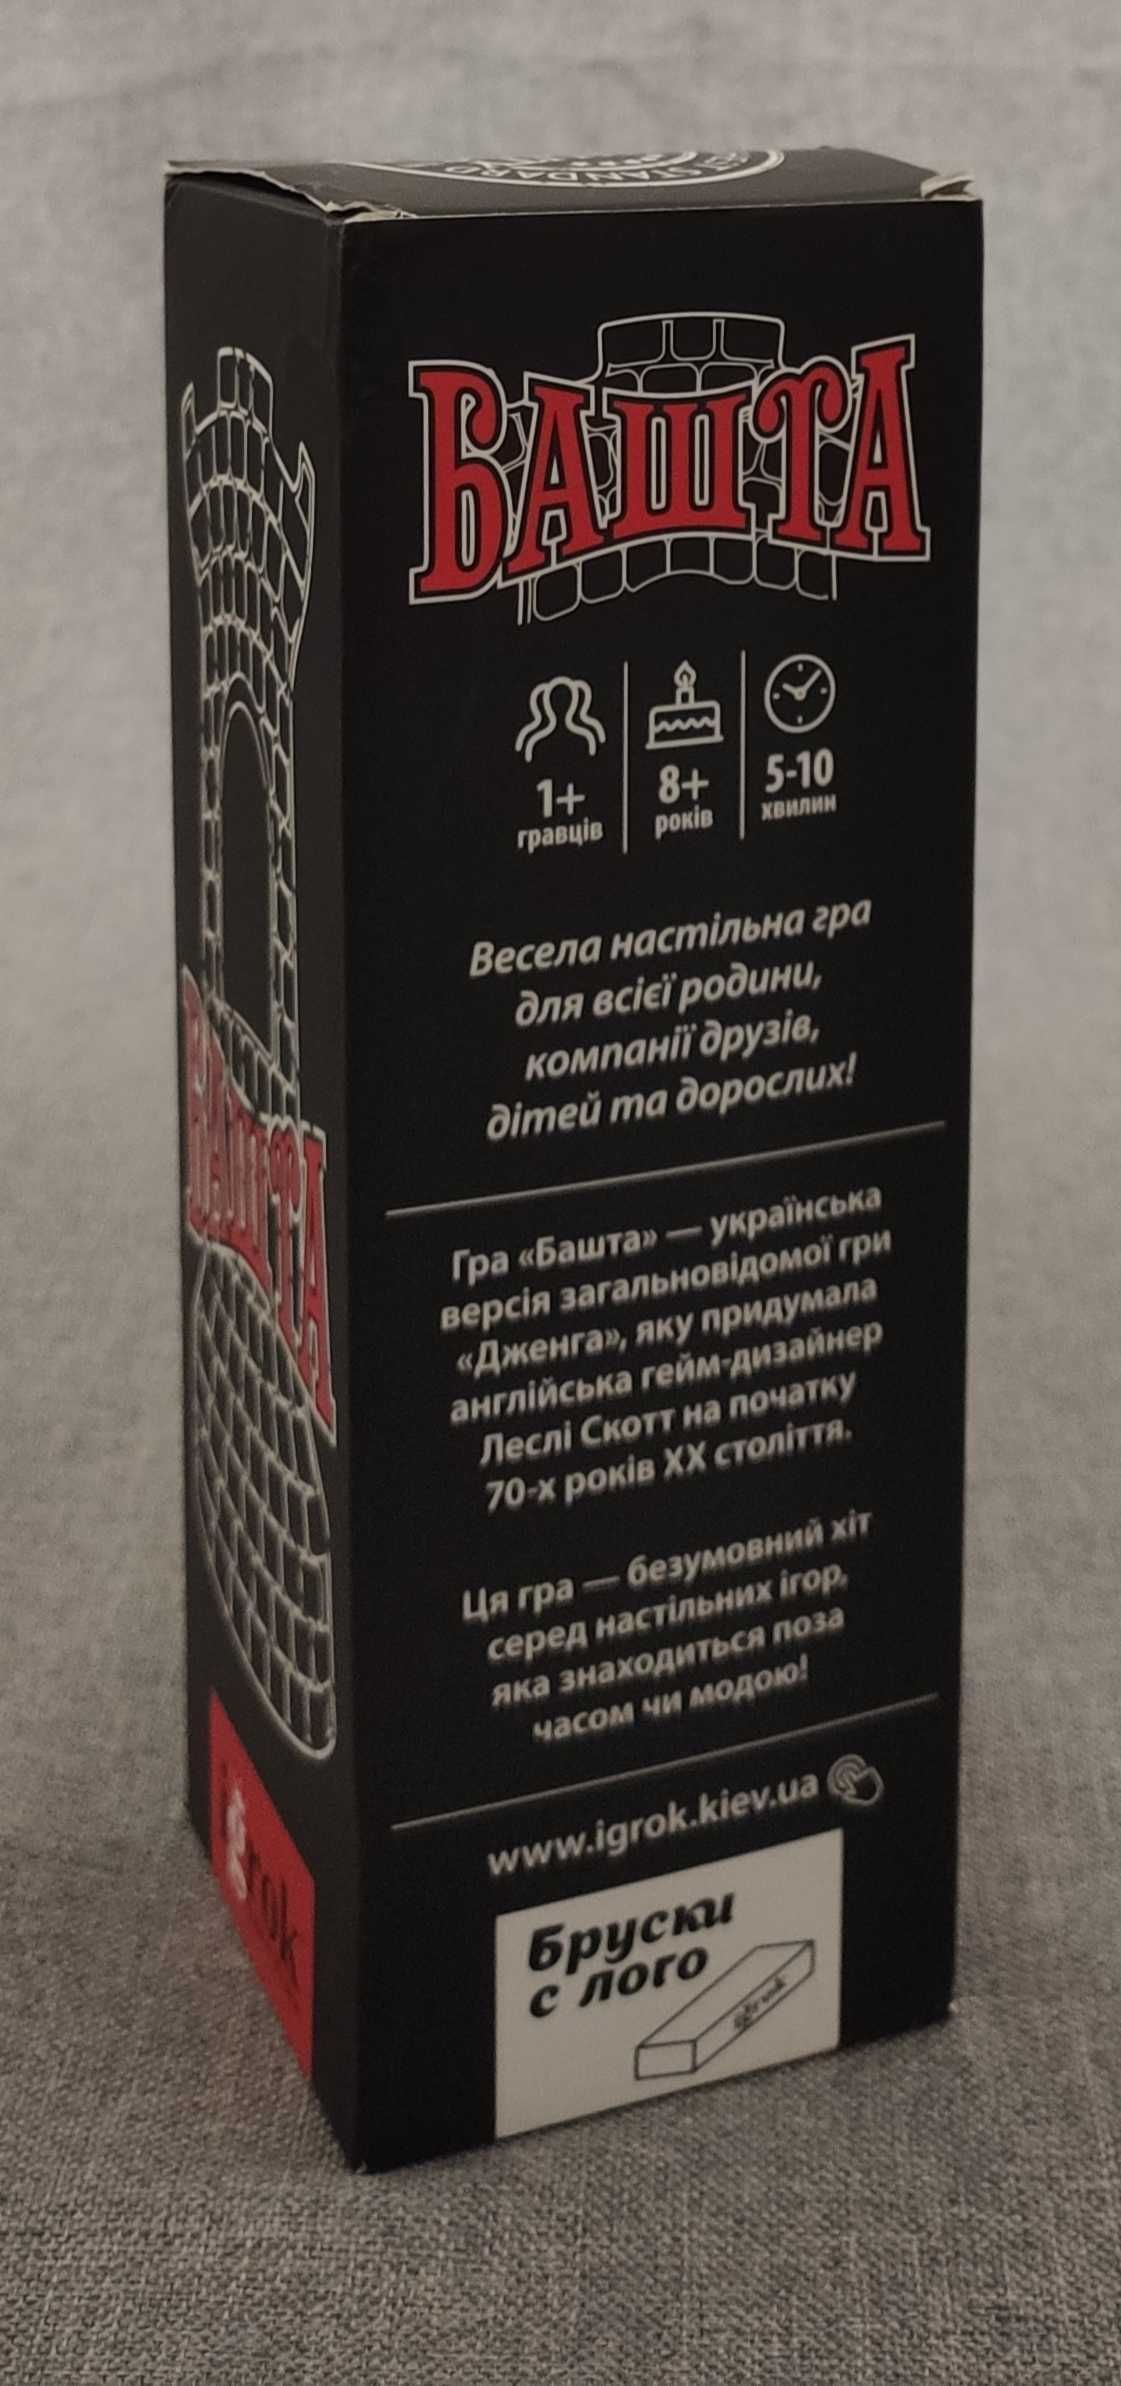 STANDARD
БАШТА
1+
гравців
8+
років
5-10
хвилин
Весела настільна гра
для всієї родини,
компанії друзів,
дітей та дорослих!
Гра «Башта» — українська
версія загальновідомої гри
«Дженга», яку придумала
англійська гейм-дизайнер
Леслі Скотт на початку
70-х років XX століття.
Ця гра — безумовний хіт
серед настільних ігор,
яка знаходиться поза
часом чи модою!
www.igrok.kiev.ua
Бруски
с лого
igrok
БАШТА
igrok